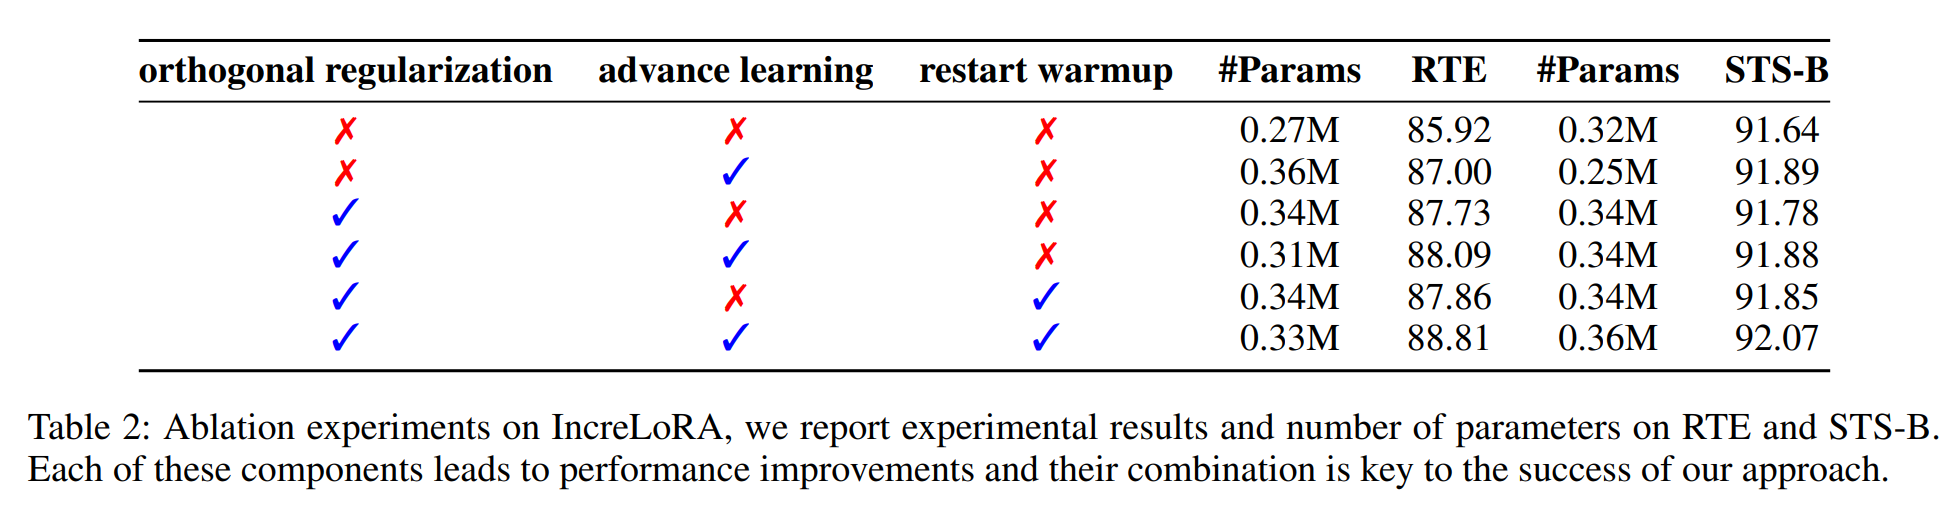 orthogonal regularization advance learning restart warmup #Params RTE #Params STS-B
✗ ✗ ✗ 0.27M 85.92 0.32M 91.64
✗ ✓ ✗ 0.36M 87.00 0.25M 91.89
✓ ✗ ✗ 0.34M 87.73 0.34M 91.78
✓ ✓ ✗ 0.31M 88.09 0.34M 91.88
✓ ✗ ✓ 0.34M 87.86 0.34M 91.85
✓ ✓ ✓ 0.33M 88.81 0.36M 92.07
Table 2: Ablation experiments on IncreLoRA, we report experimental results and number of parameters on RTE and STS-B.
Each of these components leads to performance improvements and their combination is key to the success of our approach.